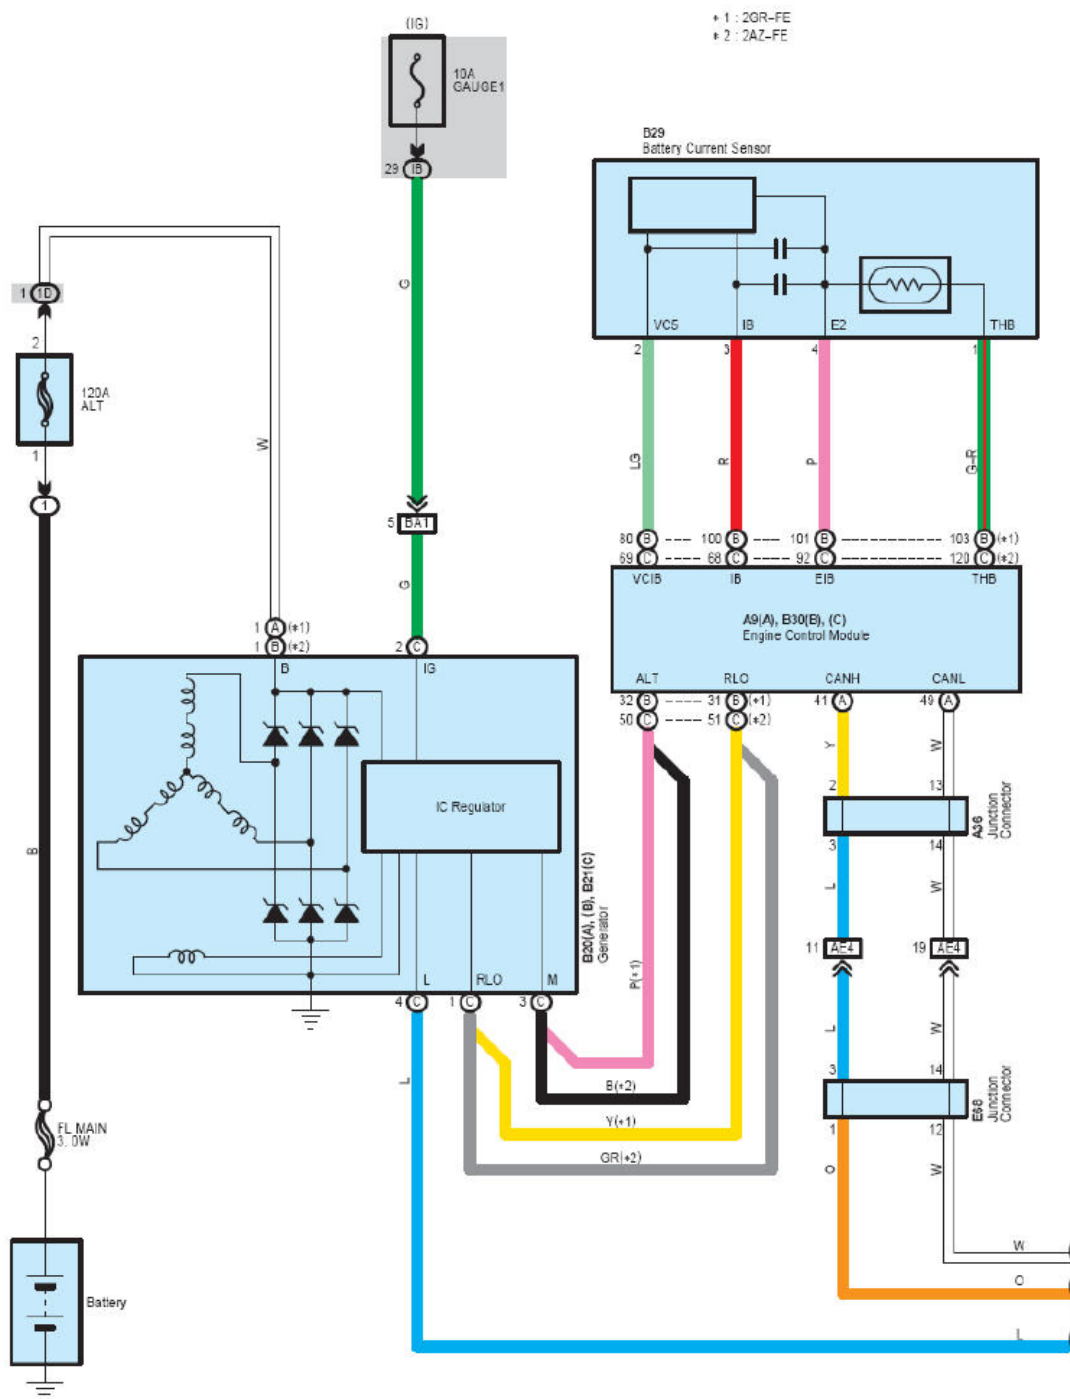 * 1 : 2GR-FE
* 2 : 2AZ-FE
(IG)
10A
GAUGE1
29 IB
B29
Battery Current Sensor
VC5 IB E2 THB
2 3 4 1
1 1D
2
120A
ALT
1
1
W
G
LG R P G-R
5 BA1
G
80 B 100 B 101 B 103 B (*1)
69 C 68 C 92 C 120 C (*2)
VCIB IB EIB THB
A9(A), B30(B), (C)
Engine Control Module
ALT RLO CANH CANL
32 B 31 B (*1) 41 A 49 A
50 C 51 C (*2)
1 A (*1)
1 B (*2)
2 C
B IG
IC Regulator
B20(A), (B), B21(C)
Generator
L RLO M
4 C 1 C 3 C
B
Y W
2 13
A36
Junction
Connector
3 14
L W
11 AE4 19 AE4
L W
3 14
E68
Junction
Connector
1 12
O W
P(*1)
B(*2)
Y(*1)
GR(*2)
L
FL MAIN
3. 0W
Battery
W
O
L